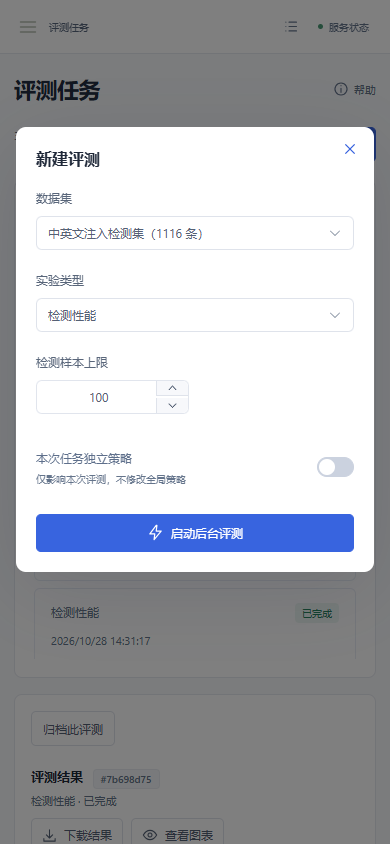 评测任务
服务状态
评测任务
帮助
新建评测
数据集
中英文注入检测集（1116 条）
实验类型
检测性能
检测样本上限
100
本次任务独立策略
仅影响本次评测，不修改全局策略
启动后台评测
检测性能
已完成
2026/10/28 14:31:17
归档此评测
评测结果
#7b698d75
检测性能 · 已完成
下载结果
查看图表